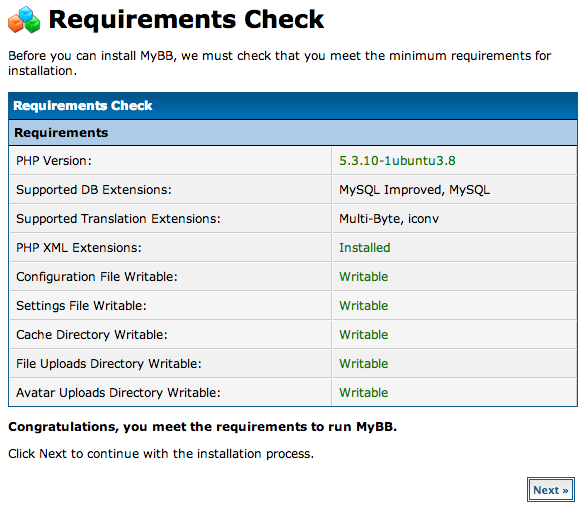 Requirements Check
Before you can install MyBB, we must check that you meet the minimum requirements for
installation.
Requirements Check
Requirements
PHP Version: 5.3.10-1ubuntu3.8
Supported DB Extensions: MySQL Improved, MySQL
Supported Translation Extensions: Multi-Byte, iconv
PHP XML Extensions: Installed
Configuration File Writable: Writable
Settings File Writable: Writable
Cache Directory Writable: Writable
File Uploads Directory Writable: Writable
Avatar Uploads Directory Writable: Writable
Congratulations, you meet the requirements to run MyBB.
Click Next to continue with the installation process.
Next »